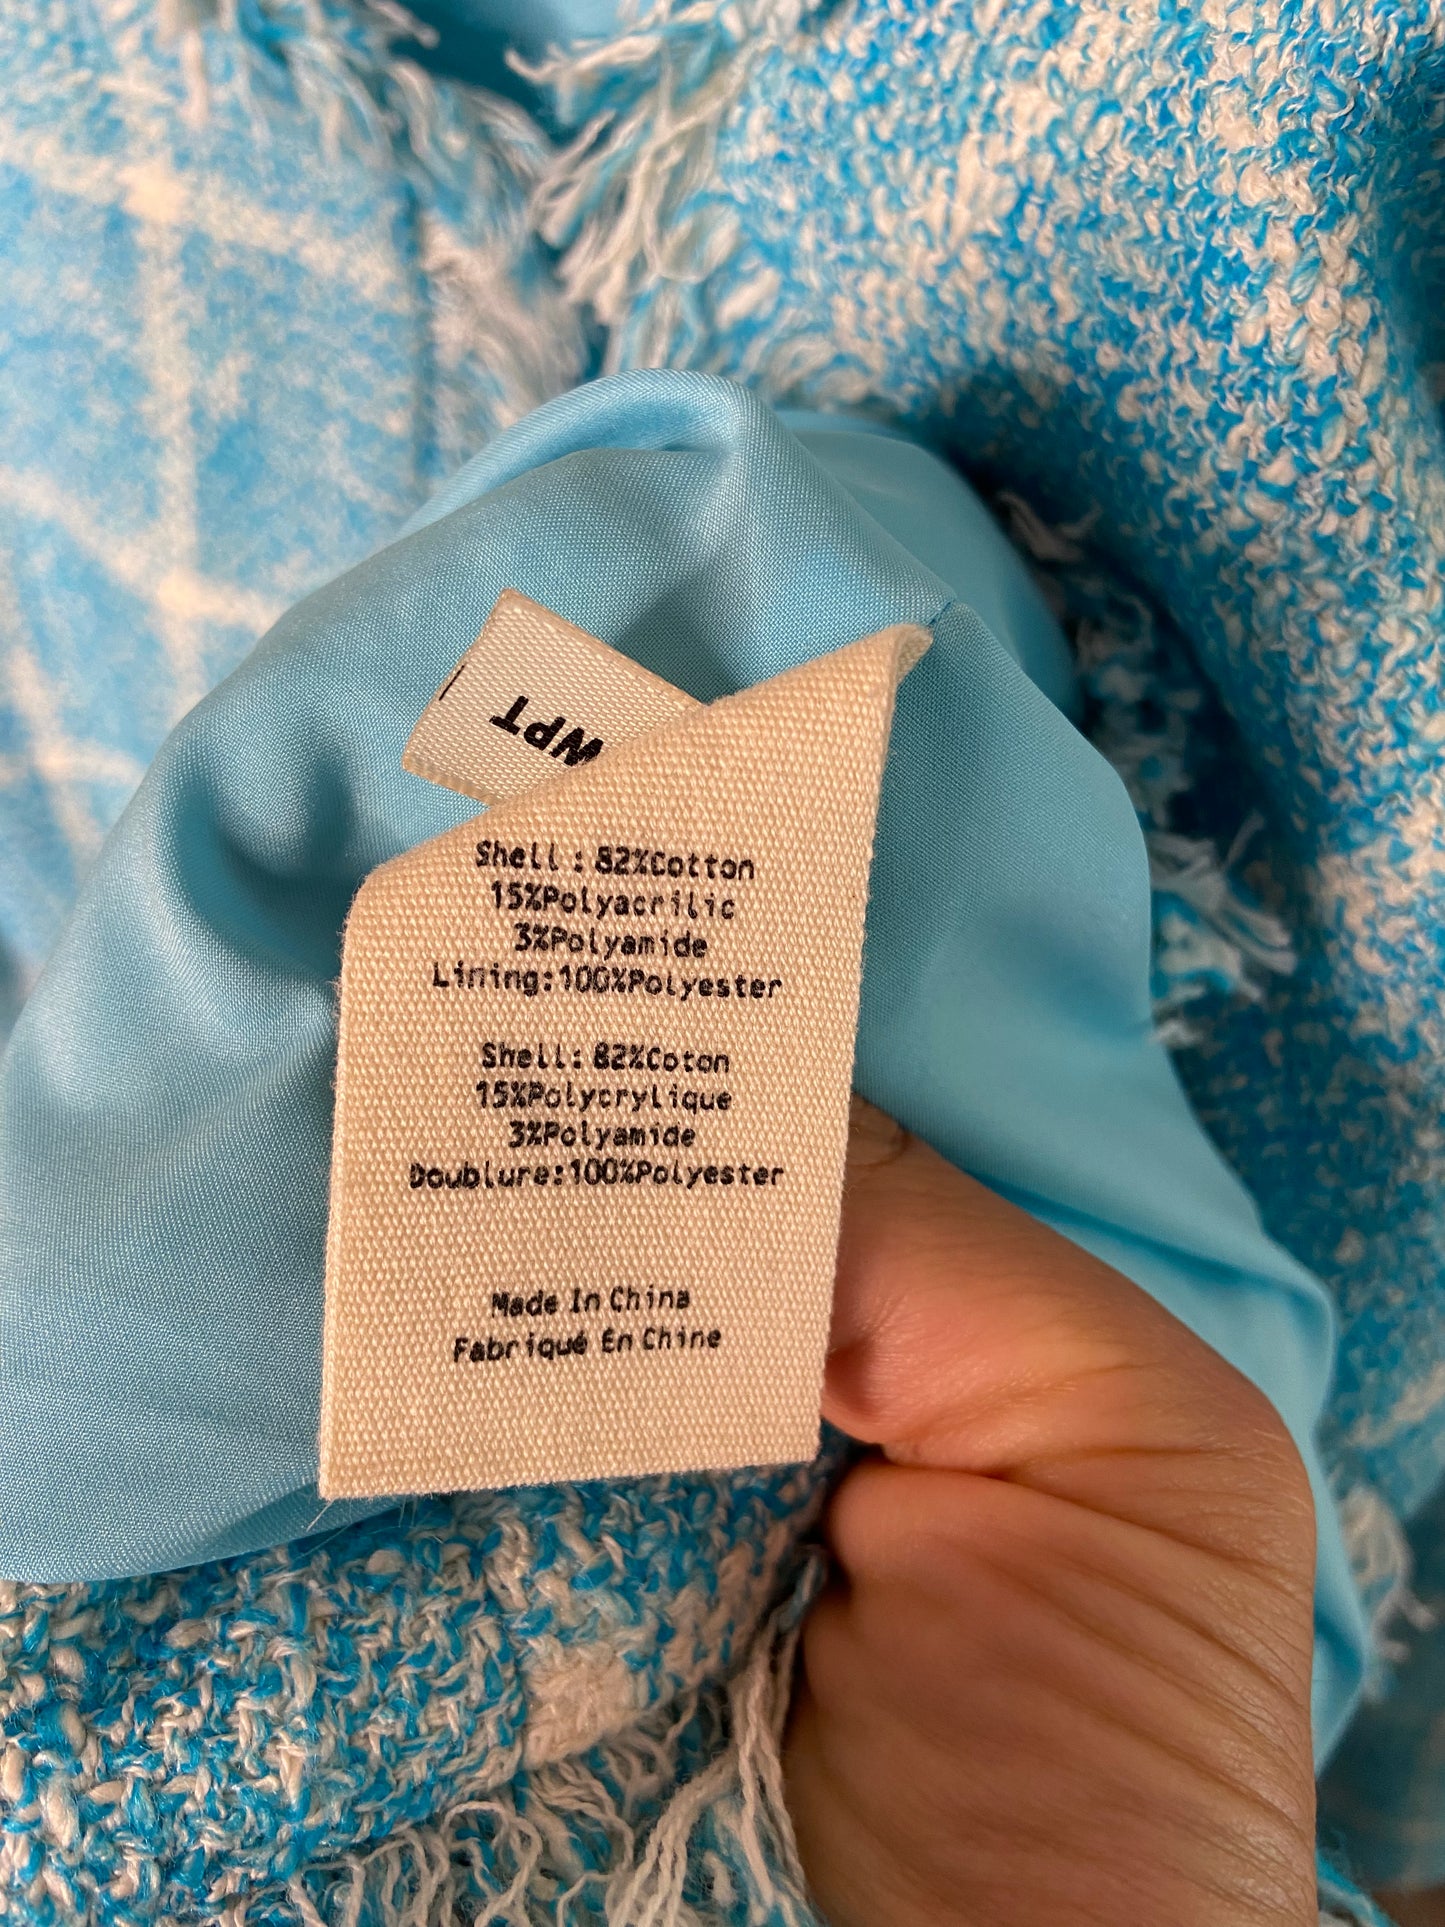 WPT
Shell: 82%Cotton
15%Polyacrilic
3%Polyamide
Lining:100%Polyester
Shell: 82%Coton
15%Polycrylique
3%Polyamide
Doublure:100%Polyester
Made In China
Fabriqué En Chine